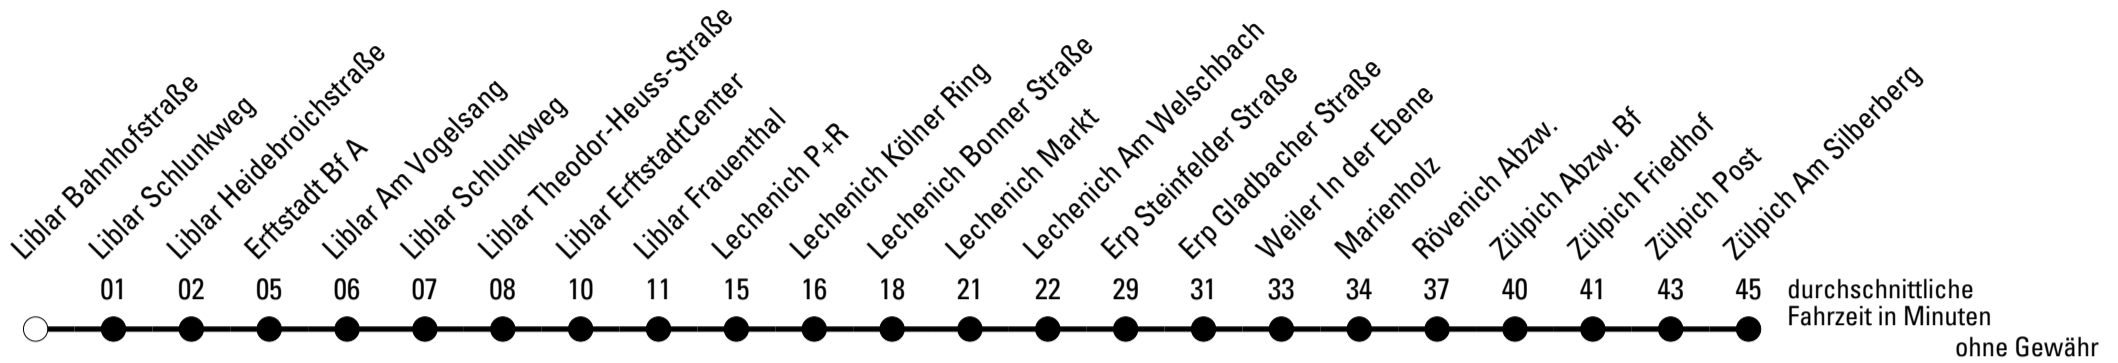 Liblar Bahnhofstraße
Liblar Schlunkweg
Liblar Heidebroichstraße
Erftstadt Bf A
Liblar Am Vogelsang
Liblar Schlunkweg
Liblar Theodor-Heuss-Straße
Liblar ErftstadtCenter
Liblar Frauenthal
Lechenich P+R
Lechenich Kölner Ring
Lechenich Bonner Straße
Lechenich Markt
Lechenich Am Welschbach
Erp Steinfelder Straße
Erp Gladbacher Straße
Weiler In der Ebene
Marienholz
Rövenich Abzw.
Zülpich Abzw. Bf
Zülpich Friedhof
Zülpich Post
Zülpich Am Silberberg
01 02 05 06 07 08 10 11 15 16 18 21 22 29 31 33 34 37 40 41 43 45
durchschnittliche
Fahrzeit in Minuten
ohne Gewähr